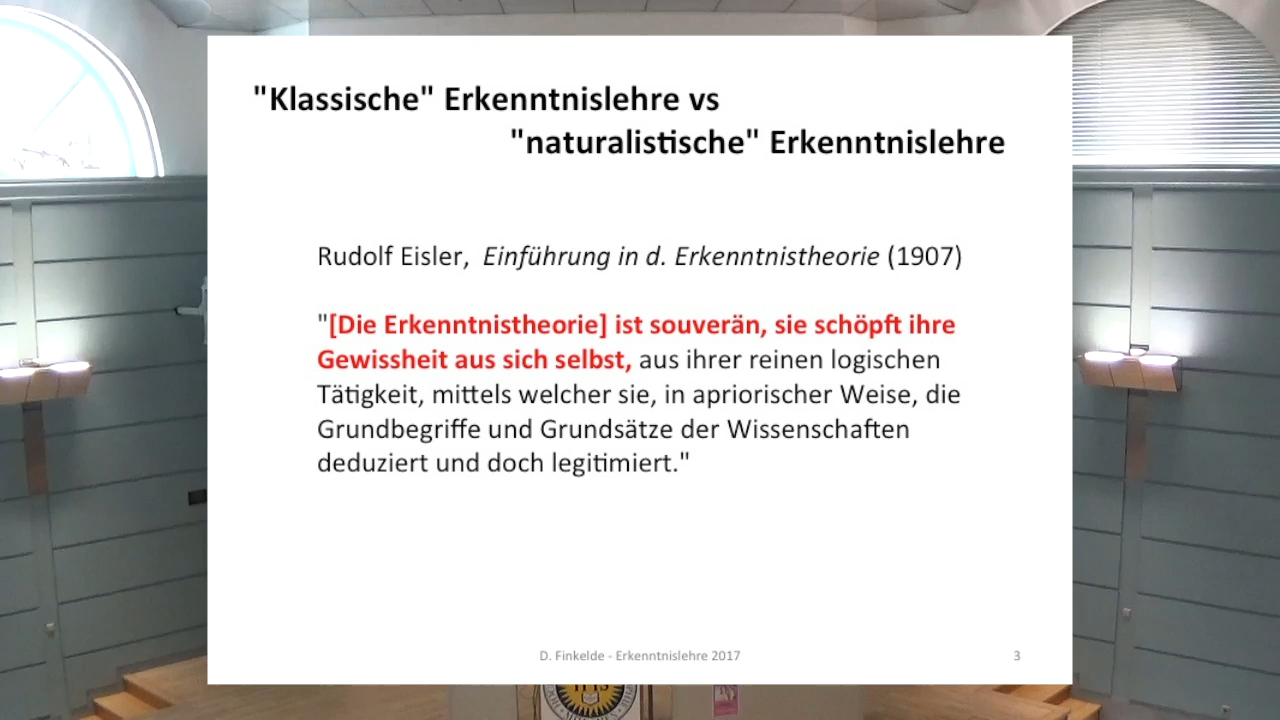 "Klassische" Erkenntnislehre vs
"naturalistische" Erkenntnislehre
Rudolf Eisler, Einführung in d. Erkenntnistheorie (1907)
"[Die Erkenntnistheorie] ist souverän, sie schöpft ihre
Gewissheit aus sich selbst, aus ihrer reinen logischen
Tätigkeit, mittels welcher sie, in apriorischer Weise, die
Grundbegriffe und Grundsätze der Wissenschaften
deduziert und doch legitimiert."
D. Finkelde - Erkenntnislehre 2017
3